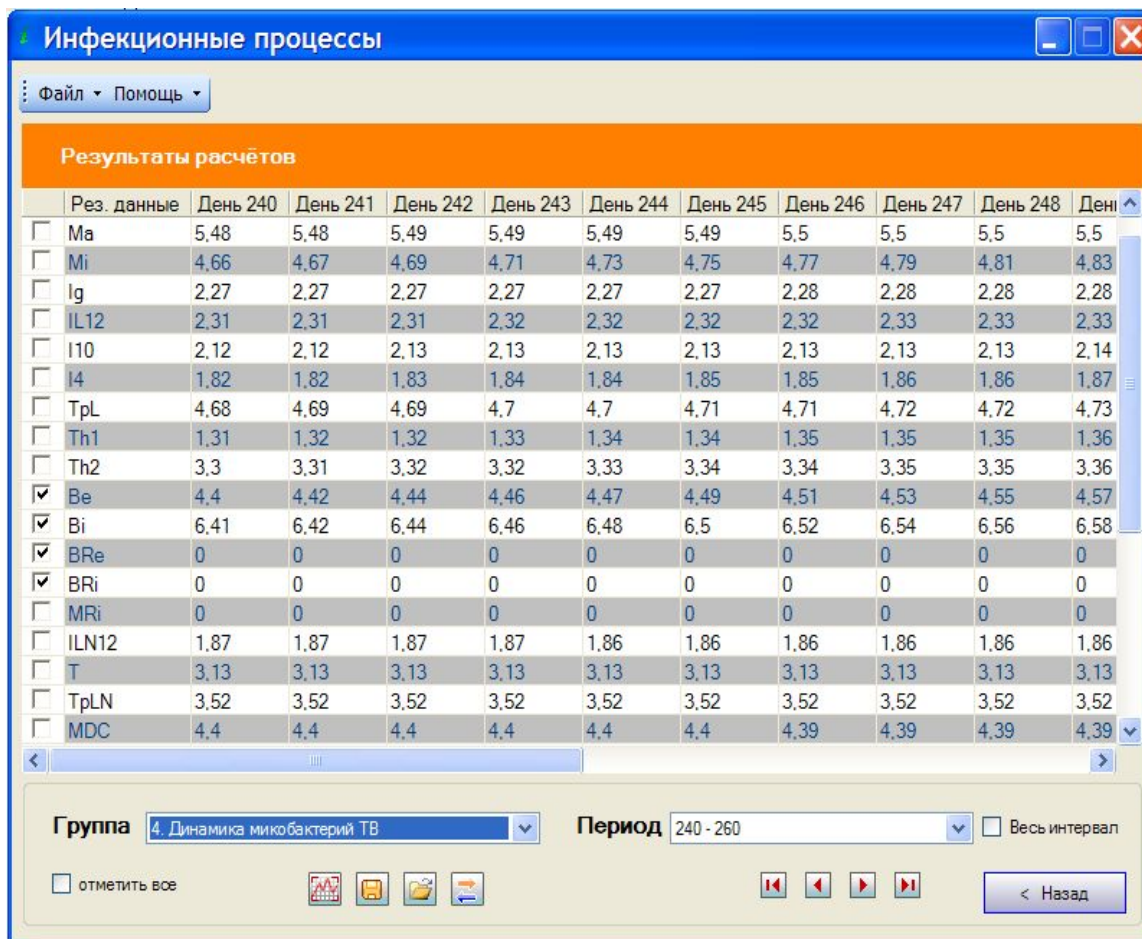 Инфекционные процессы
Файл Помощь
Результаты расчётов
Рез. данные День 240 День 241 День 242 День 243 День 244 День 245 День 246 День 247 День 248
Ma 5,48 5,48 5,49 5,49 5,49 5,49 5,5 5,5 5,5 5,5
Mi 4,66 4,67 4,69 4,71 4,73 4,75 4,77 4,79 4,81 4,83
Ig 2,27 2,27 2,27 2,27 2,27 2,27 2,28 2,28 2,28 2,28
IL12 2,31 2,31 2,31 2,32 2,32 2,32 2,32 2,33 2,33 2,33
I10 2,12 2,12 2,13 2,13 2,13 2,13 2,13 2,13 2,13 2,14
I4 1,82 1,82 1,83 1,84 1,84 1,85 1,85 1,86 1,86 1,87
TpL 4,68 4,69 4,69 4,7 4,7 4,71 4,71 4,72 4,72 4,73
Th1 1,31 1,32 1,32 1,33 1,34 1,34 1,35 1,35 1,35 1,36
Th2 3,3 3,31 3,32 3,32 3,33 3,34 3,34 3,35 3,35 3,36
Be 4,4 4,42 4,44 4,46 4,47 4,49 4,51 4,53 4,55 4,57
Bi 6,41 6,42 6,44 6,46 6,48 6,5 6,52 6,54 6,56 6,58
BRe 0 0 0 0 0 0 0 0 0 0
BRi 0 0 0 0 0 0 0 0 0 0
MRi 0 0 0 0 0 0 0 0 0 0
ILN12 1,87 1,87 1,87 1,87 1,86 1,86 1,86 1,86 1,86 1,86
T 3,13 3,13 3,13 3,13 3,13 3,13 3,13 3,13 3,13 3,13
TpLN 3,52 3,52 3,52 3,52 3,52 3,52 3,52 3,52 3,52 3,52
MDC 4,4 4,4 4,4 4,4 4,4 4,4 4,39 4,39 4,39 4,39
Группа 4. Динамика микобактерий ТВ Период 240 - 260 Весь интервал
отметить все < Назад